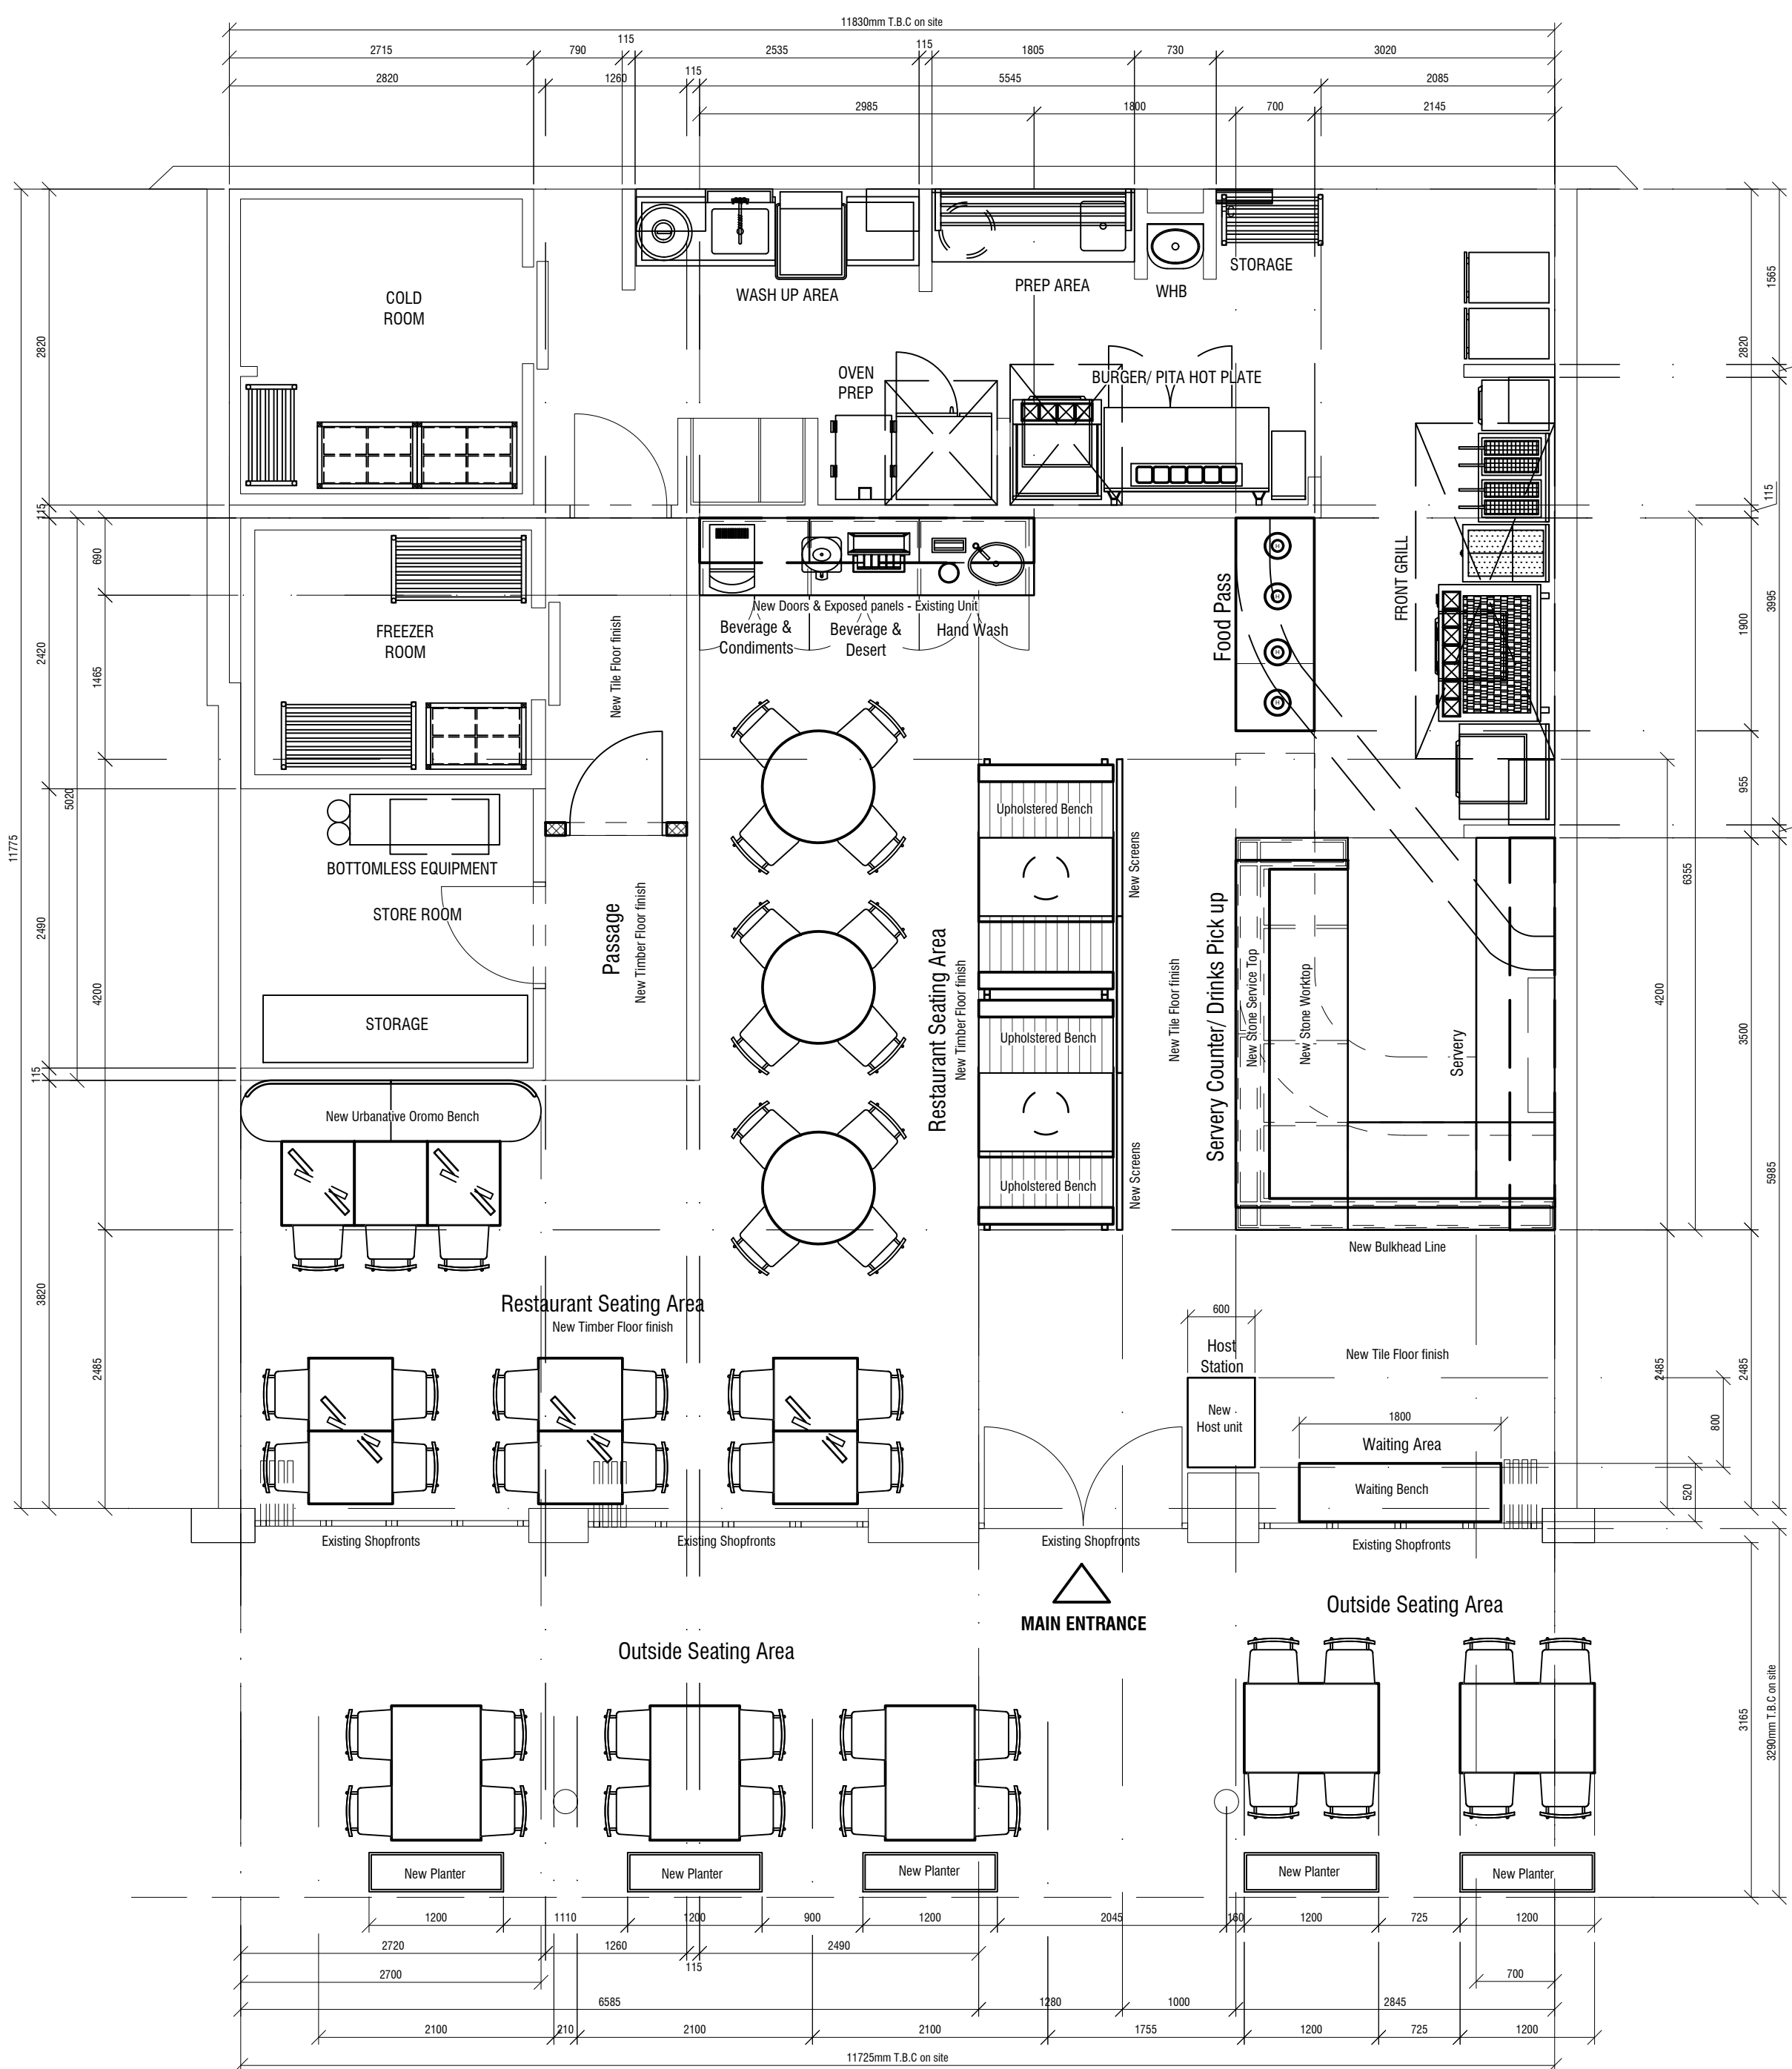 11830mm T.B.C on site
115
2715
790
2535
115
1805
730
3020
2820
1260
115
5545
2085
2985
1800
700
2145
COLD
ROOM
WASH UP AREA
PREP AREA
WHB
STORAGE
OVEN
PREP
BURGER/ PITA HOT PLATE
FRONT GRILL
2820
115
690
2420
1465
5020
11775
2490
4200
115
3820
2485
1565
2820
115
3995
1900
955
6355
4200
3500
5985
2485
2485
800
520
3165
3290mm T.B.C on site
FREEZER
ROOM
New Tile Floor finish
New Doors & Exposed panels - Existing Unit
Beverage &
Condiments
Beverage &
Desert
Hand Wash
Food Pass
BOTTOMLESS EQUIPMENT
STORE ROOM
STORAGE
Passage
New Timber Floor finish
Restaurant Seating Area
New Timber Floor finish
Upholstered Bench
New Screens
Upholstered Bench
Upholstered Bench
New Screens
New Tile Floor finish
Servery Counter/ Drinks Pick up
New Stone Service Top
New Stone Worktop
Servery
New Bulkhead Line
New Urbanative Oromo Bench
Restaurant Seating Area
New Timber Floor finish
600
Host
Station
New
Host unit
New Tile Floor finish
1800
Waiting Area
Waiting Bench
Existing Shopfronts
Existing Shopfronts
Existing Shopfronts
Existing Shopfronts
MAIN ENTRANCE
Outside Seating Area
Outside Seating Area
New Planter
New Planter
New Planter
New Planter
New Planter
1200
1110
1200
900
1200
2045
160
1200
725
1200
2720
1260
115
2490
2700
700
6585
1280
1000
2845
2100
210
2100
2100
1755
1200
725
1200
11725mm T.B.C on site